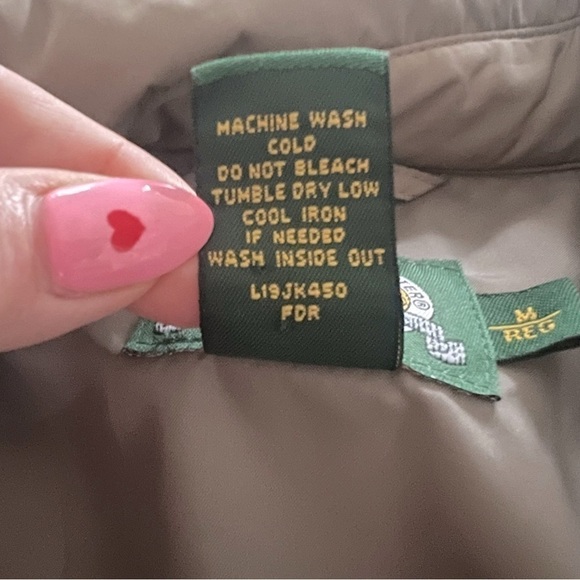 MACHINE WASH
COLD
DO NOT BLEACH
TUMBLE DRY LOW
COOL IRON
IF NEEDED
WASH INSIDE OUT
L19JK450
FDR
M
REG